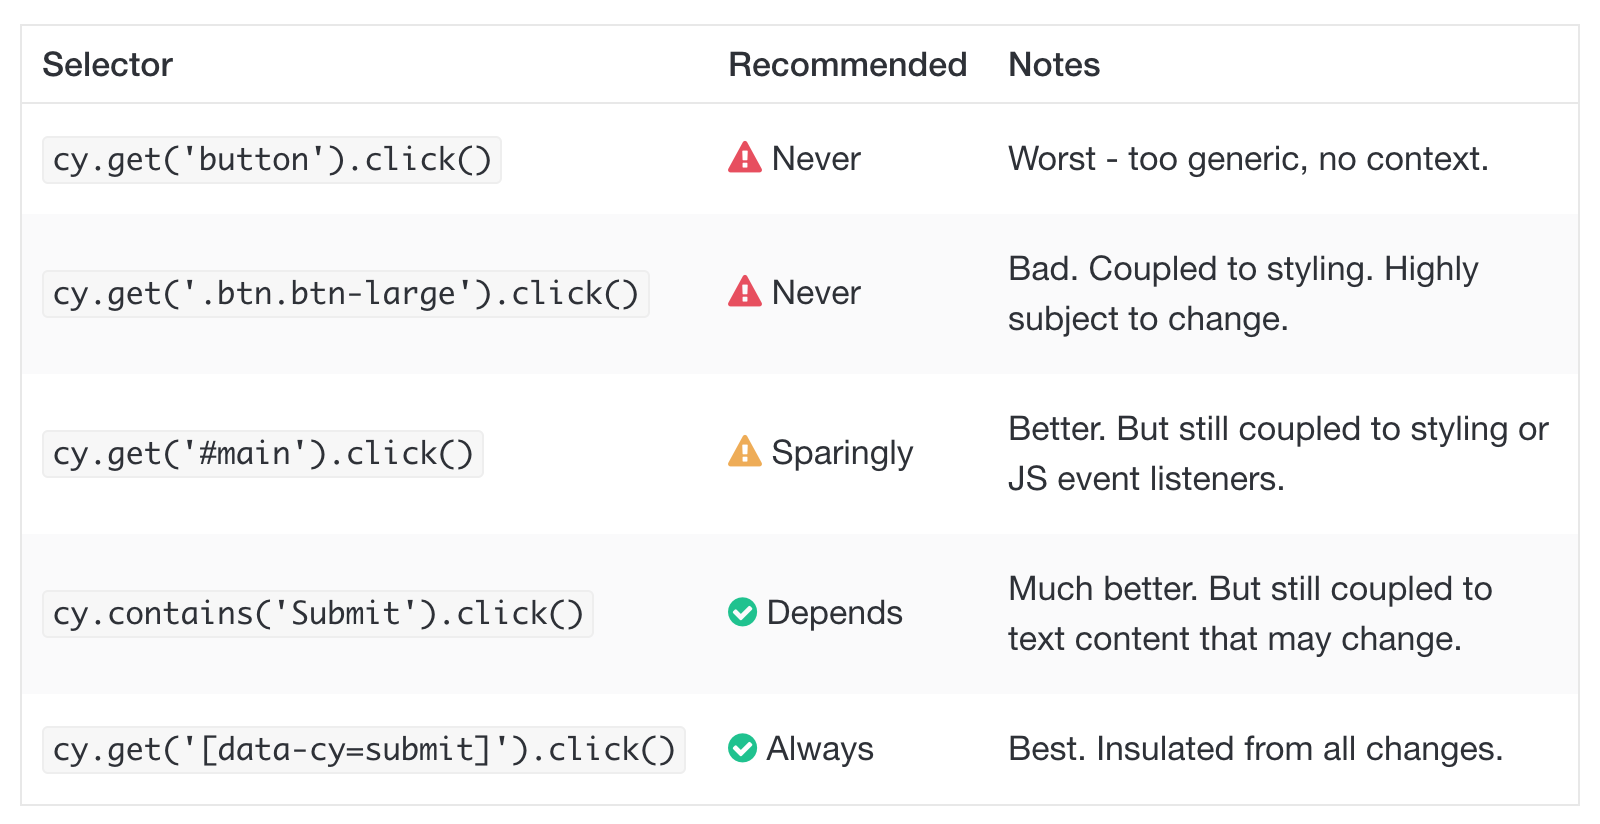 Selector Recommended Notes
cy.get('button').click() Never Worst - too generic, no context.
cy.get('.btn.btn-large').click() Never Bad. Coupled to styling. Highly
subject to change.
cy.get('#main').click() Sparingly Better. But still coupled to styling or
JS event listeners.
cy.contains('Submit').click() Depends Much better. But still coupled to
text content that may change.
cy.get('[data-cy=submit]').click() Always Best. Insulated from all changes.